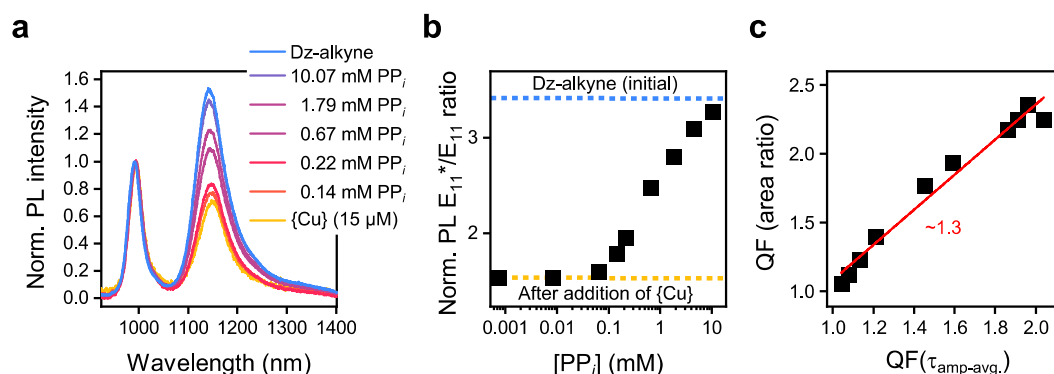 a
Dz-alkyne
10.07 mM PPi
1.79 mM PPi
0.67 mM PPi
0.22 mM PPi
0.14 mM PPi
{Cu} (15 µM)
Norm. PL intensity
1.6
1.4
1.2
1.0
0.8
0.6
0.4
0.2
0.0
1000 1100 1200 1300 1400
Wavelength (nm)
b
Dz-alkyne (initial)
Norm. PL E11*/E11 ratio
3
2
After addition of {Cu}
0.001 0.01 0.1 1 10
[PPi] (mM)
c
QF (area ratio)
2.5
2.0
1.5
1.0
~1.3
1.0 1.2 1.4 1.6 1.8 2.0
QF(τamp-avg.)